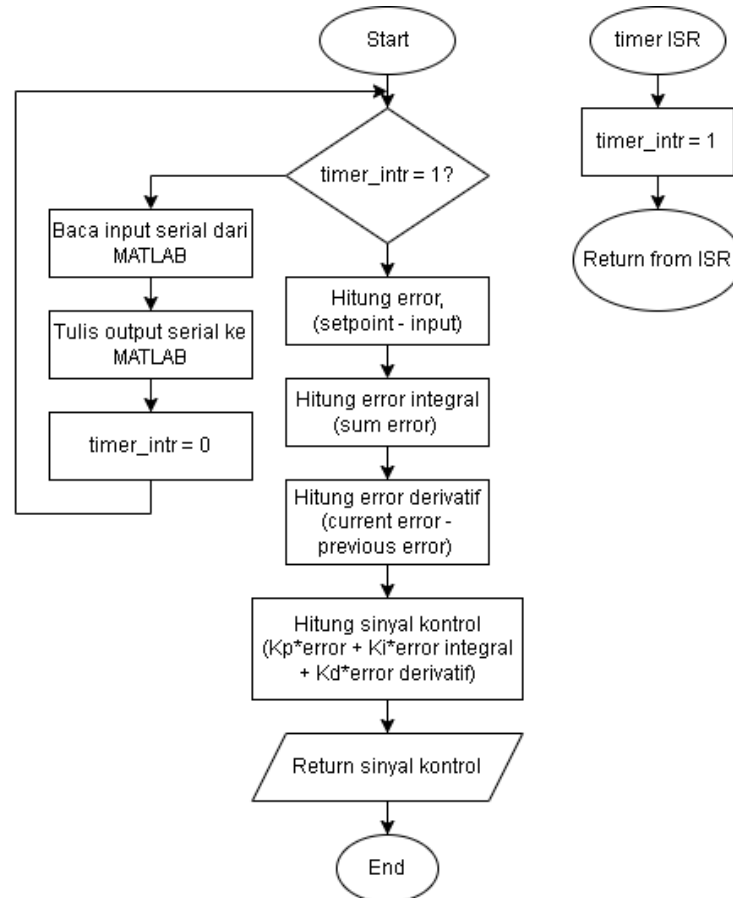 Start
timer_intr = 1?
Baca input serial dari
MATLAB
Tulis output serial ke
MATLAB
timer_intr = 0
Hitung error,
(setpoint - input)
Hitung error integral
(sum error)
Hitung error derivatif
(current error -
previous error)
Hitung sinyal kontrol
(Kp*error + Ki*error integral
+ Kd*error derivatif)
Return sinyal kontrol
End
timer ISR
timer_intr = 1
Return from ISR